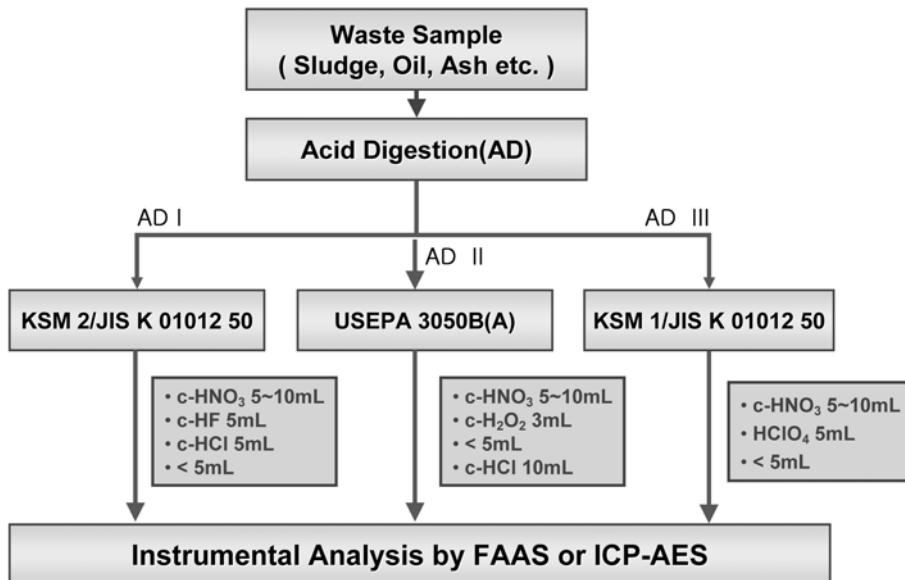 Waste Sample
( Sludge, Oil, Ash etc. )
Acid Digestion(AD)
AD I
AD II
AD III
KSM 2/JIS K 01012 50
USEPA 3050B(A)
KSM 1/JIS K 01012 50
• c-HNO₃ 5~10mL
• c-HF 5mL
• c-HCl 5mL
• < 5mL
• c-HNO₃ 5~10mL
• c-H₂O₂ 3mL
• < 5mL
• c-HCl 10mL
• c-HNO₃ 5~10mL
• HClO₄ 5mL
• < 5mL
Instrumental Analysis by FAAS or ICP-AES